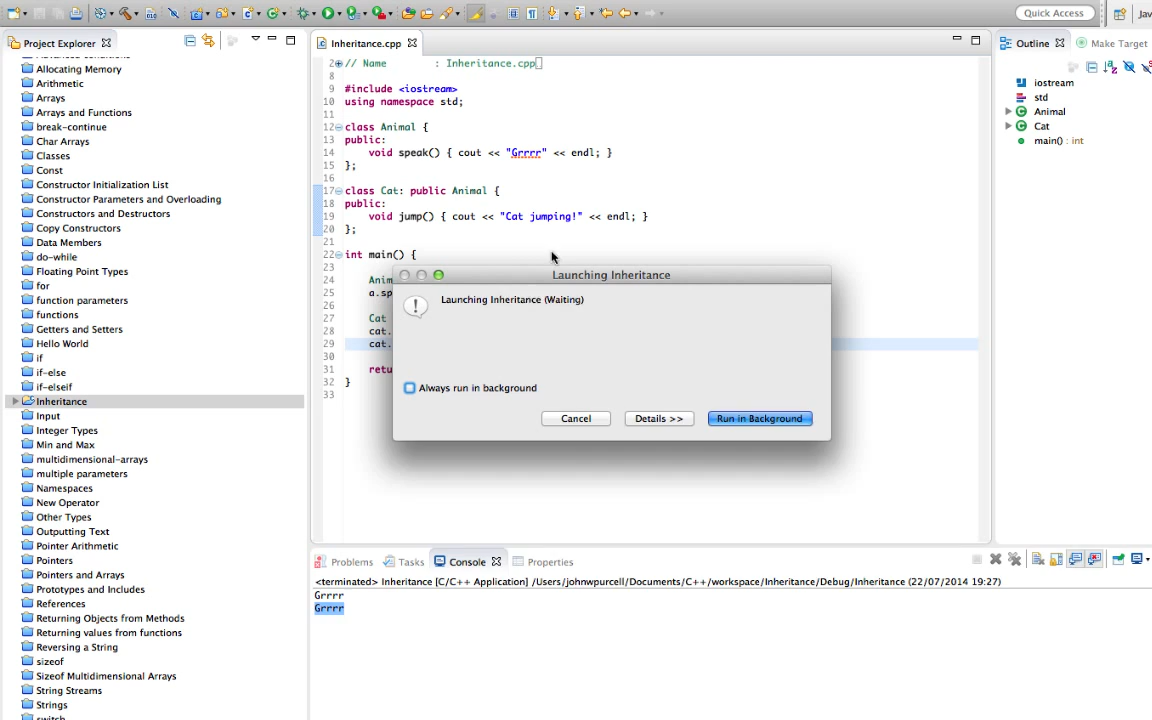 Quick Access
Jav
Project Explorer
Inheritance.cpp
Outline
Make Target
Allocating Memory
Arithmetic
Arrays
Arrays and Functions
break-continue
Char Arrays
Classes
Const
Constructor Initialization List
Constructor Parameters and Overloading
Constructors and Destructors
Copy Constructors
Data Members
do-while
Floating Point Types
for
function parameters
functions
Getters and Setters
Hello World
if
if-else
if-elseif
Inheritance
Input
Integer Types
Min and Max
multidimensional-arrays
multiple parameters
Namespaces
New Operator
Other Types
Outputting Text
Pointer Arithmetic
Pointers
Pointers and Arrays
Prototypes and Includes
References
Returning Objects from Methods
Returning values from functions
Reversing a String
sizeof
Sizeof Multidimensional Arrays
String Streams
Strings
switch
2 // Name : Inheritance.cpp
8
9 #include <iostream>
10 using namespace std;
11
12 class Animal {
13 public:
14 void speak() { cout << "Grrrr" << endl; }
15 };
16
17 class Cat: public Animal {
18 public:
19 void jump() { cout << "Cat jumping!" << endl; }
20 };
21
22 int main() {
23
24 Anim
25 a.sp
26
27 Cat
28 cat.
29 cat.
30
31 retu
32 }
33
Launching Inheritance
Launching Inheritance (Waiting)
Always run in background
Cancel
Details >>
Run in Background
iostream
std
Animal
Cat
main() : int
Problems
Tasks
Console
Properties
<terminated> Inheritance [C/C++ Application] /Users/johnwpurcell/Documents/C++/workspace/Inheritance/Debug/Inheritance (22/07/2014 19:27)
Grrrr
Grrrr